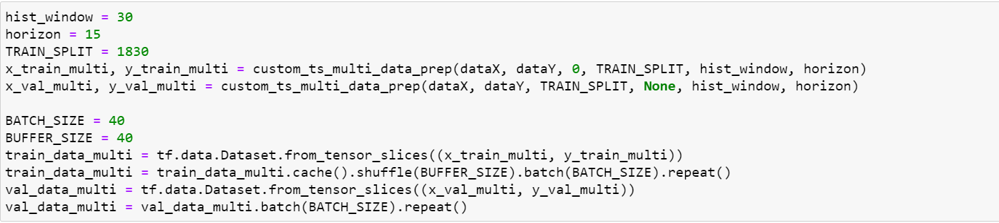 hist_window = 30
horizon = 15
TRAIN_SPLIT = 1830
x_train_multi, y_train_multi = custom_ts_multi_data_prep(dataX, dataY, 0, TRAIN_SPLIT, hist_window, horizon)
x_val_multi, y_val_multi = custom_ts_multi_data_prep(dataX, dataY, TRAIN_SPLIT, None, hist_window, horizon)
BATCH_SIZE = 40
BUFFER_SIZE = 40
train_data_multi = tf.data.Dataset.from_tensor_slices((x_train_multi, y_train_multi))
train_data_multi = train_data_multi.cache().shuffle(BUFFER_SIZE).batch(BATCH_SIZE).repeat()
val_data_multi = tf.data.Dataset.from_tensor_slices((x_val_multi, y_val_multi))
val_data_multi = val_data_multi.batch(BATCH_SIZE).repeat()